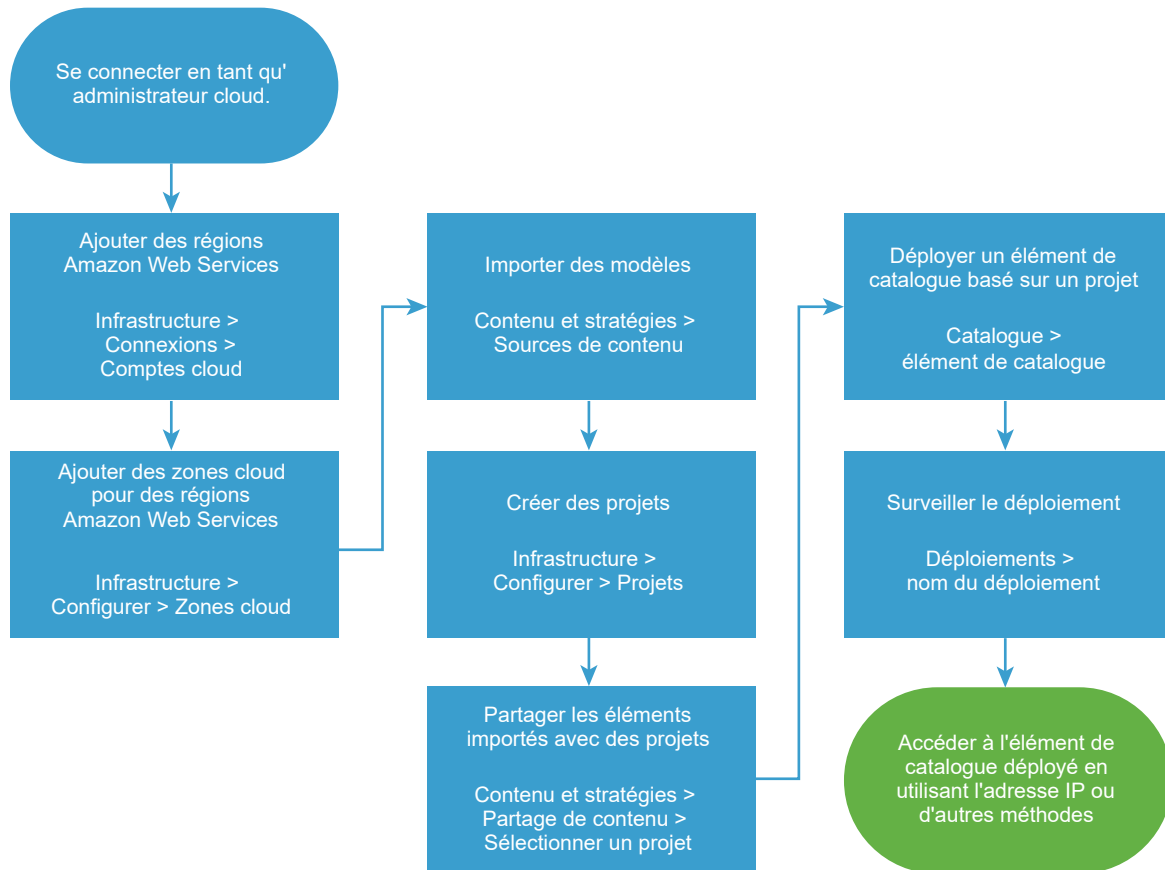 Se connecter en tant qu'
administrateur cloud.
Ajouter des régions
Amazon Web Services
Infrastructure >
Connexions >
Comptes cloud
Ajouter des zones cloud
pour des régions
Amazon Web Services
Infrastructure >
Configurer > Zones cloud
Importer des modèles
Contenu et stratégies >
Sources de contenu
Créer des projets
Infrastructure >
Configurer > Projets
Partager les éléments
importés avec des projets
Contenu et stratégies >
Partage de contenu >
Sélectionner un projet
Déployer un élément de
catalogue basé sur un projet
Catalogue >
élément de catalogue
Surveiller le déploiement
Déploiements >
nom du déploiement
Accéder à l'élément de
catalogue déployé en
utilisant l'adresse IP ou
d'autres méthodes